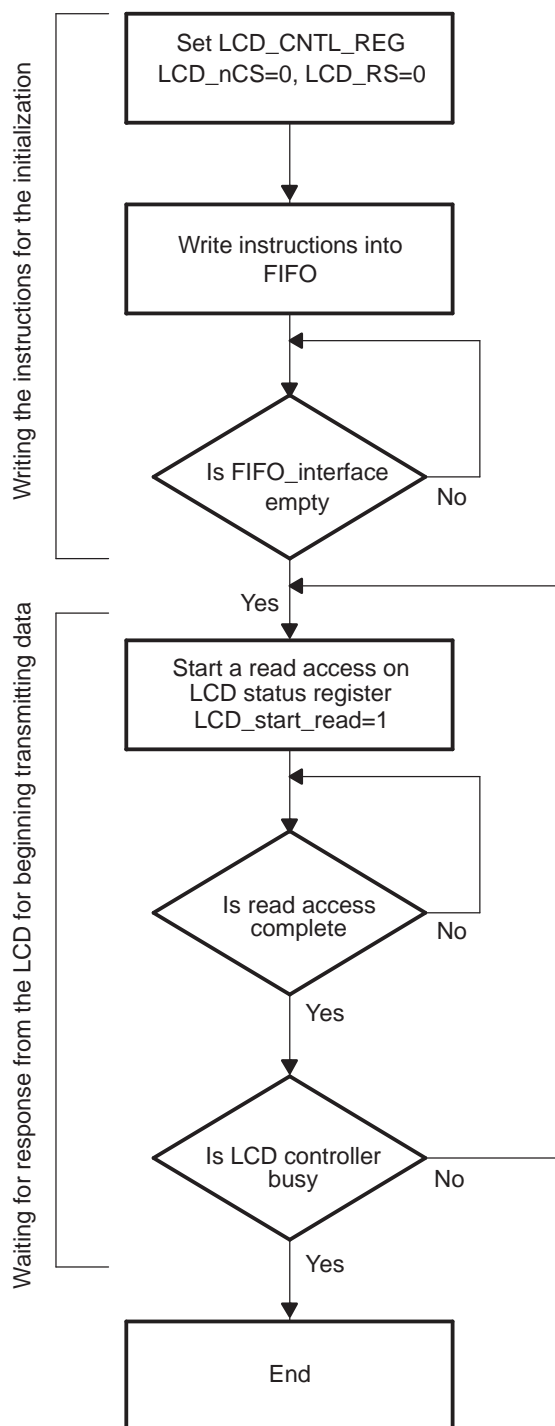 Writing the instructions for the initialization
Set LCD_CNTL_REG
LCD_nCS=0, LCD_RS=0
Write instructions into
FIFO
Is FIFO_interface
empty
No
Yes
Waiting for response from the LCD for beginning transmitting data
Start a read access on
LCD status register
LCD_start_read=1
Is read access
complete
No
Yes
Is LCD controller
busy
No
Yes
End